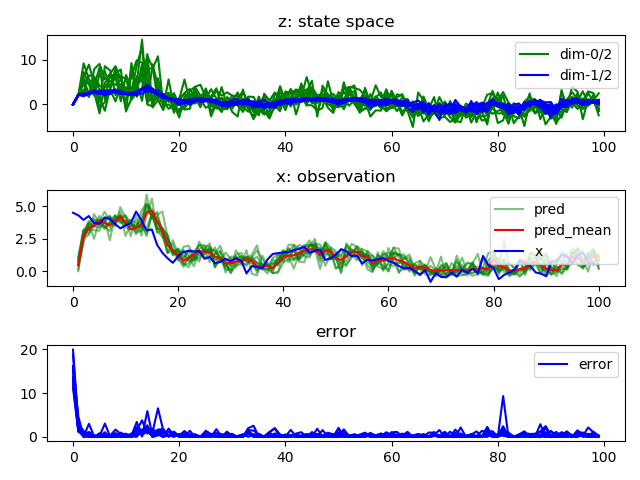 z: state space
10
0
dim-0/2
dim-1/2
0 20 40 60 80 100
x: observation
5.0
2.5
0.0
pred
pred_mean
x
0 20 40 60 80 100
error
20
10
0
error
0 20 40 60 80 100